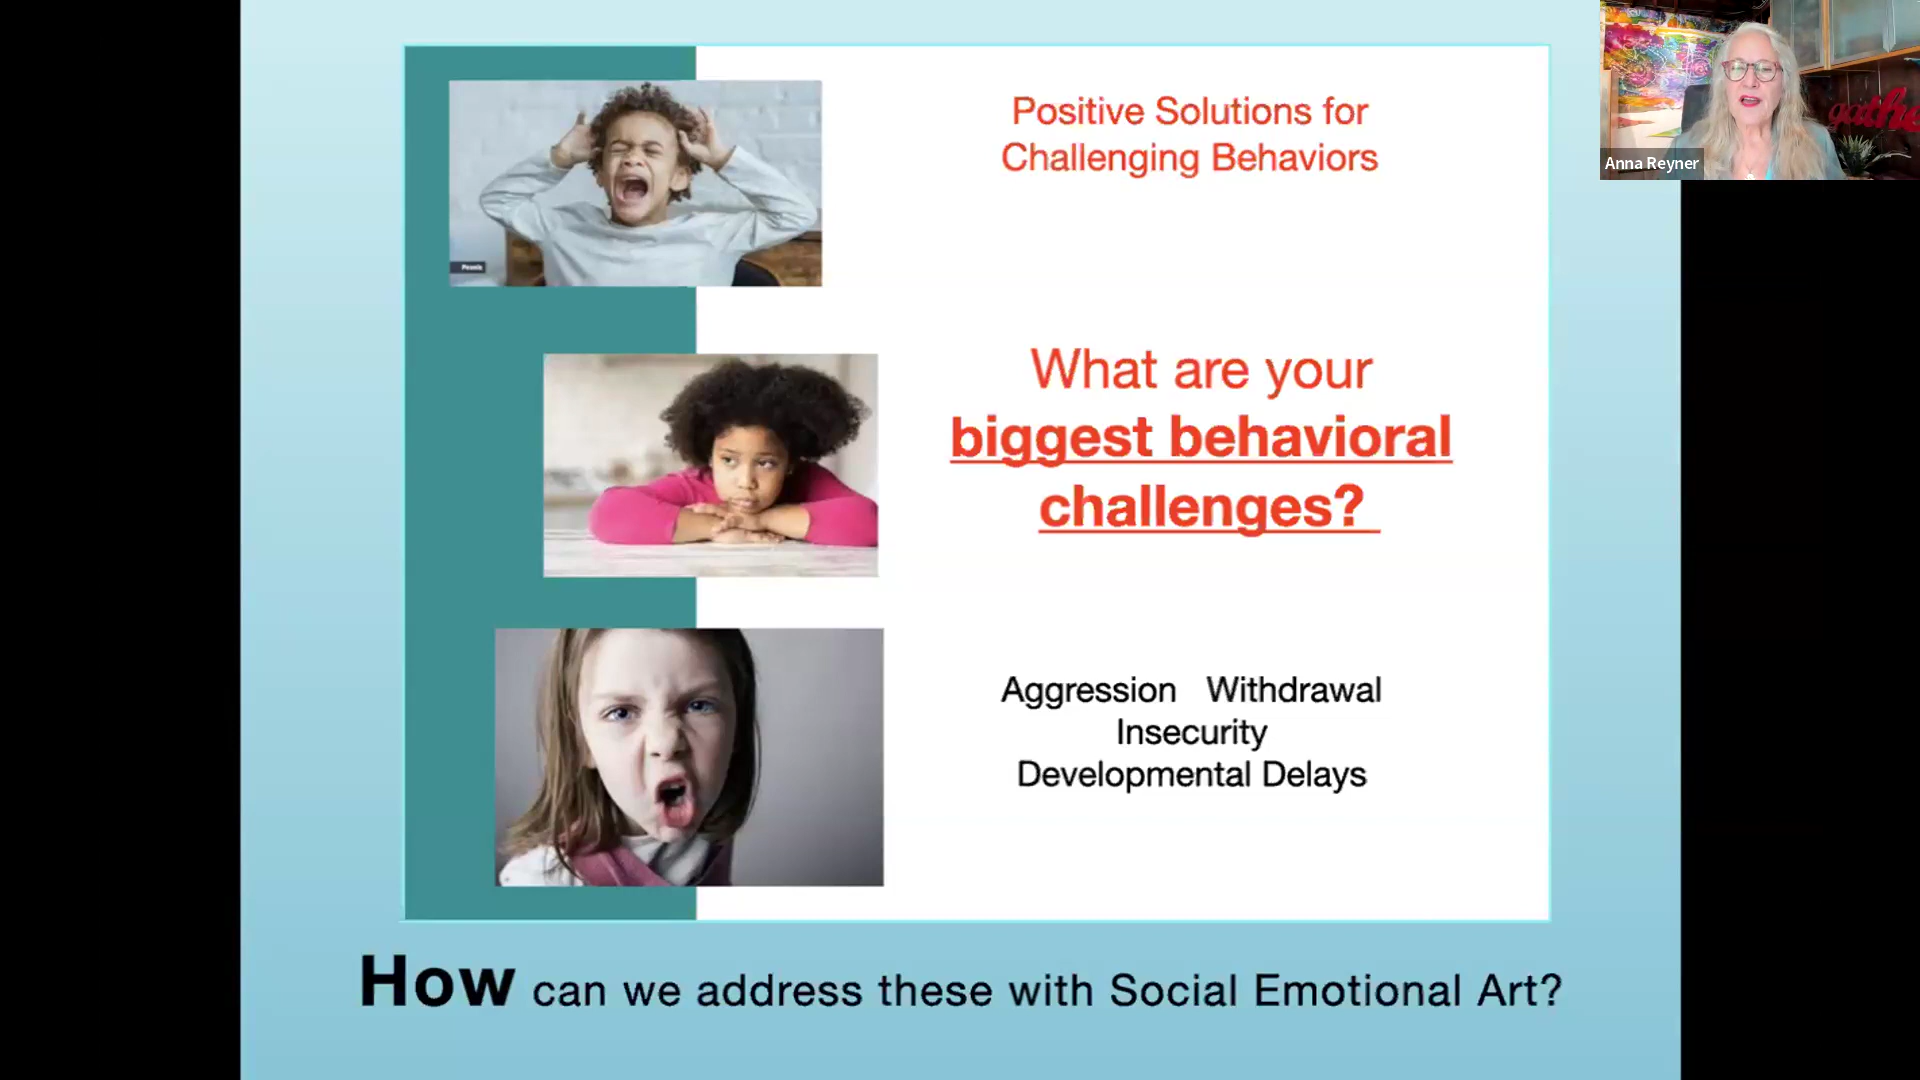 Positive Solutions for
Challenging Behaviors
Anna Reyner
What are your
biggest behavioral
challenges?
Aggression Withdrawal
Insecurity
Developmental Delays
How can we address these with Social Emotional Art?